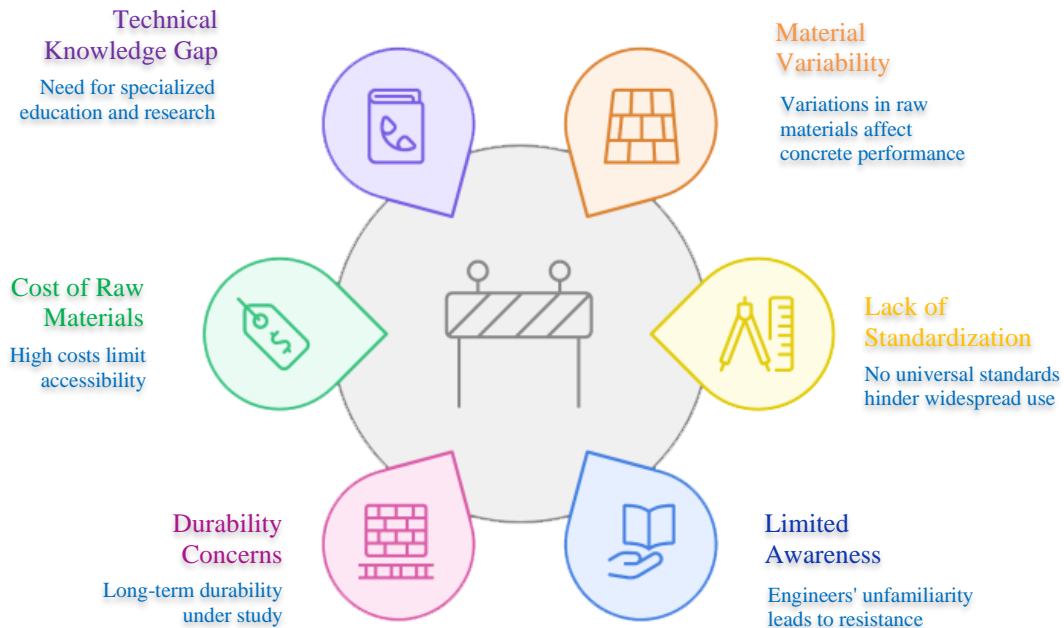 Technical
Knowledge Gap
Need for specialized
education and research
Material
Variability
Variations in raw
materials affect
concrete performance
Cost of Raw
Materials
High costs limit
accessibility
Lack of
Standardization
No universal standards
hinder widespread use
Durability
Concerns
Long-term durability
under study
Limited
Awareness
Engineers' unfamiliarity
leads to resistance